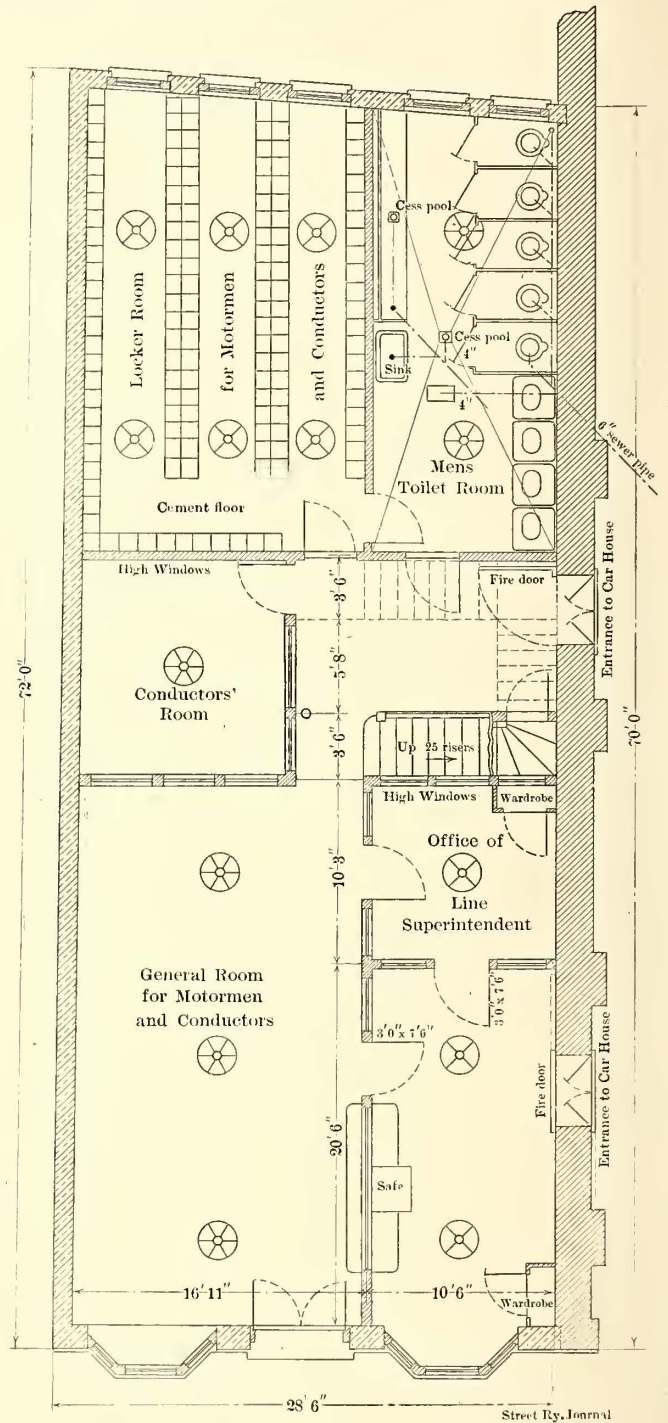 Cess pool
Locker Room
for Motormen
and Conductors
Cess pool
4"
Sink
4"
6" sewer pipe
Mens
Toilet Room
Cement floor
High Windows
Fire door
3'6"
Entrance to Car House
72'0"
Conductors'
Room
5'8"
70'0"
3'6"
Up 25 risers
High Windows
Wardrobe
Office of
Line
Superintendent
10'3"
General Room
for Motormen
and Conductors
3'0"x 7'6"
3'0"x 7'6"
Fire door
Entrance to Car House
20'6"
Safe
16'11"
10'6"
Wardrobe
28'6"
Street Ry. Journal